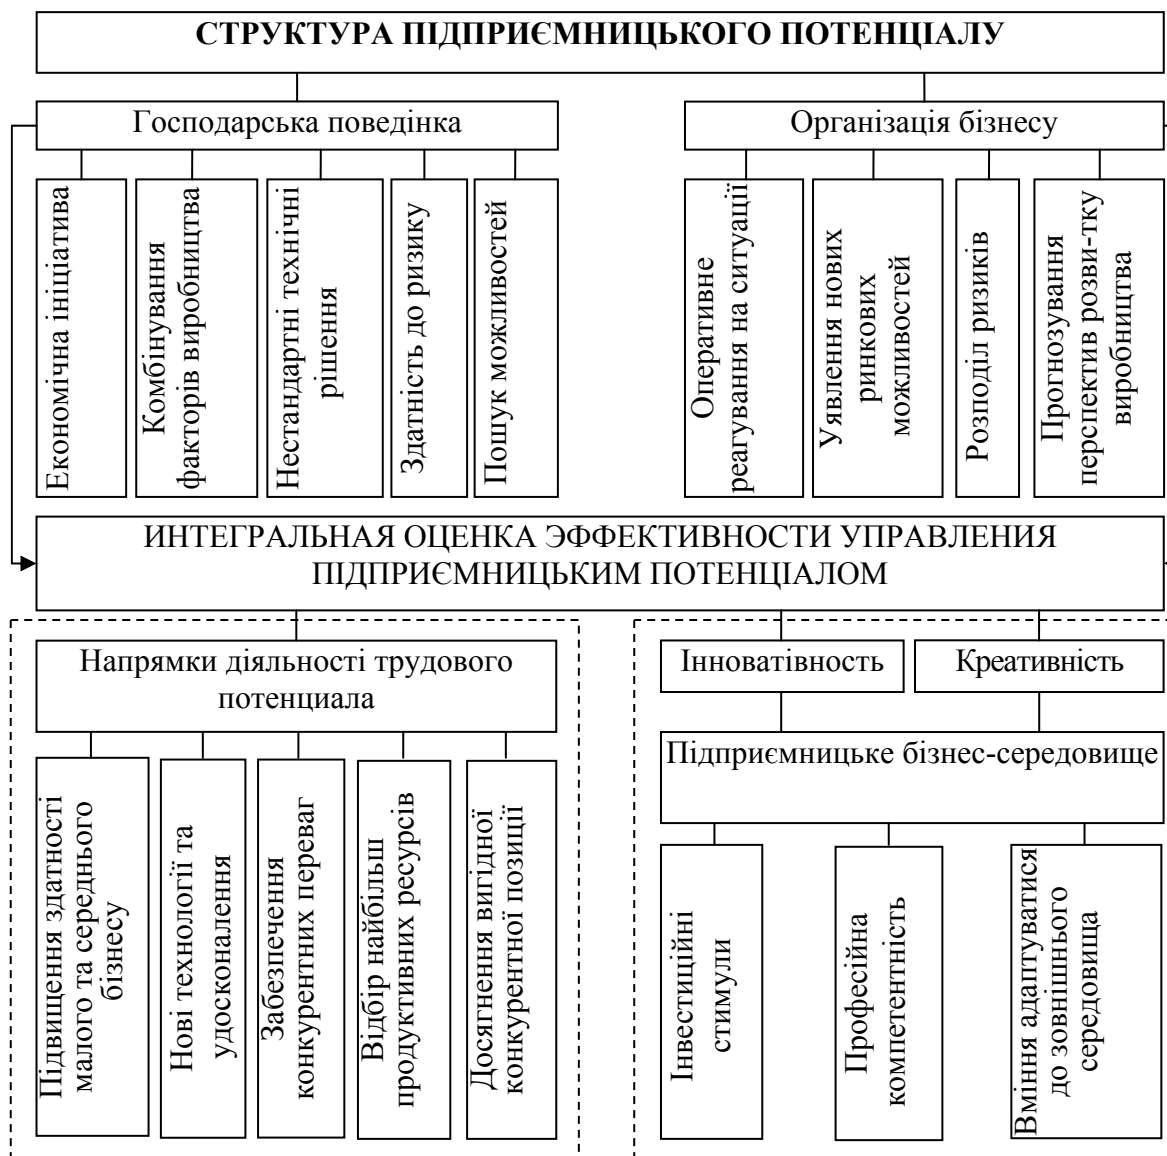 СТРУКТУРА ПІДПРИЄМНИЦЬКОГО ПОТЕНЦІАЛУ
Господарська поведінка
Організація бізнесу
Економічна ініціатива
Комбінування
факторів виробництва
Нестандартні технічні
рішення
Здатність до ризику
Пошук можливостей
Оперативне
реагування на ситуації
Уявлення нових
ринкових
можливостей
Розподіл ризиків
Прогнозування
перспектив розви-тку
виробництва
ИНТЕГРАЛЬНАЯ ОЦЕНКА ЭФФЕКТИВНОСТИ УПРАВЛЕНИЯ
ПІДПРИЄМНИЦЬКИМ ПОТЕНЦІАЛОМ
Напрямки діяльності трудового
потенциала
Інноватівность
Креативність
Підприємницьке бізнес-середовище
Підвищення здатності
малого та середнього
бізнесу
Нові технології та
удосконалення
Забезпечення
конкурентних переваг
Відбір найбільш
продуктивних ресурсів
Досягнення вигідної
конкурентної позиції
Інвестиційні
стимули
Професійна
компетентність
Вміння адаптуватися
до зовнішнього
середовища